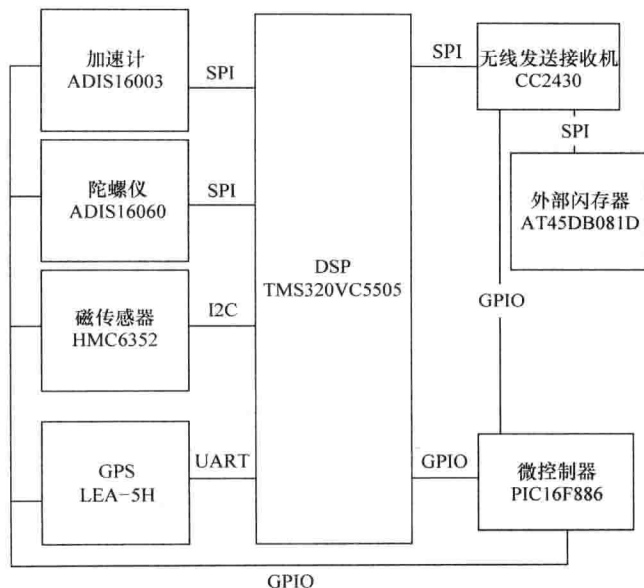 加速计
ADIS16003
SPI
陀螺仪
ADIS16060
SPI
磁传感器
HMC6352
I2C
GPS
LEA-5H
UART
DSP
TMS320VC5505
SPI
无线发送接收机
CC2430
SPI
外部闪存器
AT45DB081D
GPIO
GPIO
微控制器
PIC16F886
GPIO